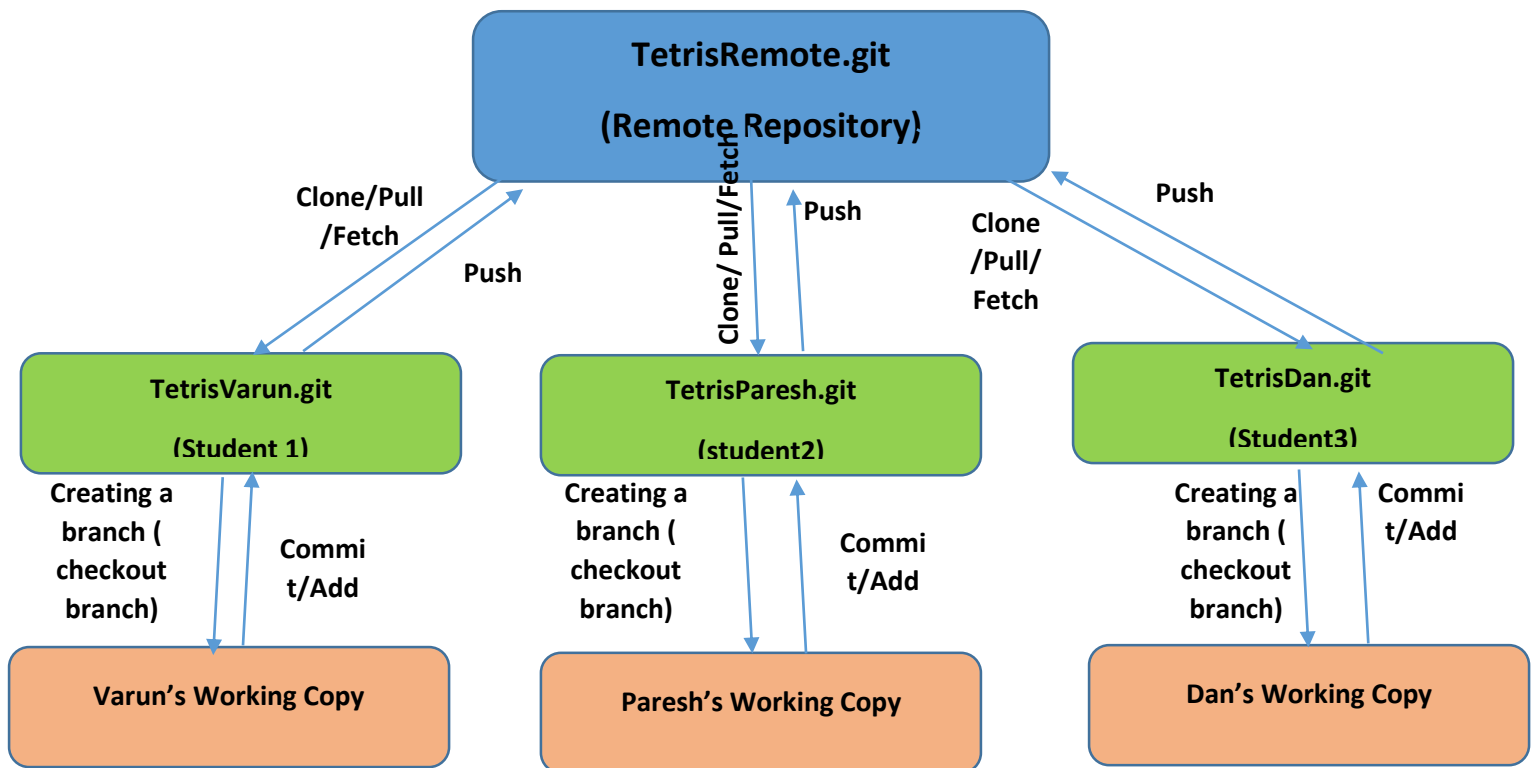 TetrisRemote.git
(Remote Repository)
Clone/Pull
/Fetch
Push
Clone/ Pull/Fetch
Push
Clone
/Pull/
Fetch
Push
TetrisVarun.git
(Student 1)
TetrisParesh.git
(student2)
TetrisDan.git
(Student3)
Creating a
branch (
checkout
branch)
Commi
t/Add
Creating a
branch (
checkout
branch)
Commi
t/Add
Creating a
branch (
checkout
branch)
Commi
t/Add
Varun’s Working Copy
Paresh’s Working Copy
Dan’s Working Copy